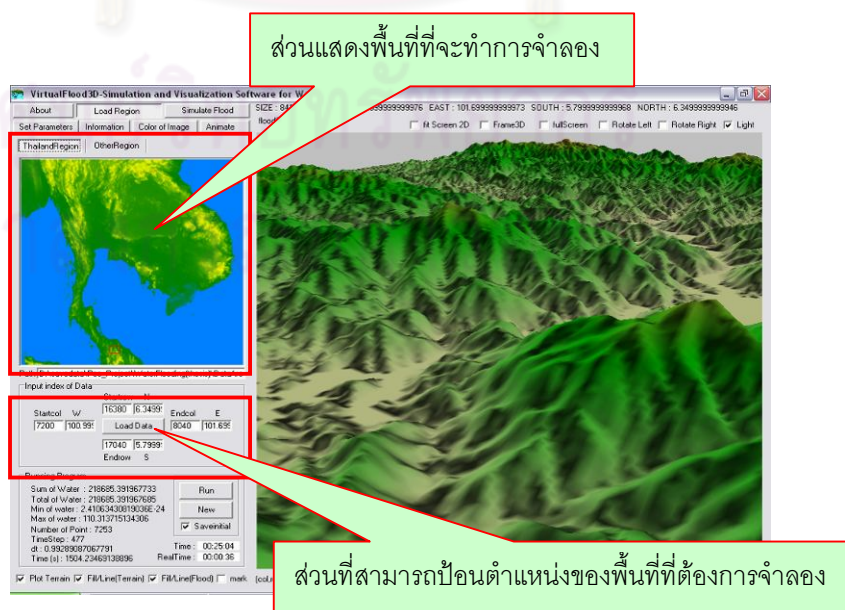 ส่วนแสดงพื้นที่ที่จะทำการจำลอง
VirtualFlood3D-Simulation and Visualization Software for W
About Load Region Simulate Flood
SIZE : 999999999976 EAST : 101.699999999973 SOUTH : 5.7999999999968 NORTH : 6.3499999999946
Set Parameters Information Color of Image Animate
fit Screen 2D Frame3D fullScreen Rotate Left Rotate Right Light
ThailandRegion OtherRegion
Input index of Data
Startcol W 16380 6.3499 Endcol E
7200 100.99 Load Data 8040 101.69
17040 5.7999
Endrow S
Sum of Water : 218685.391967733
Run
Total of Water : 218685.391967685
Min of water : 2.41063430819036E-24
New
Max of water : 110.313715134306
Number of Point : 7253
Saveinitial
TimeStep : 477
dt : 0.99289087067791
Time : 00:25:04
Time (s) : 1504.23469138896
RealTime : 00:00:36
Plot Terrain Fill/Line(Terrain) Fill/Line(Flood) mark
ส่วนที่สามารถป้อนตำแหน่งของพื้นที่ที่ต้องการจำลอง